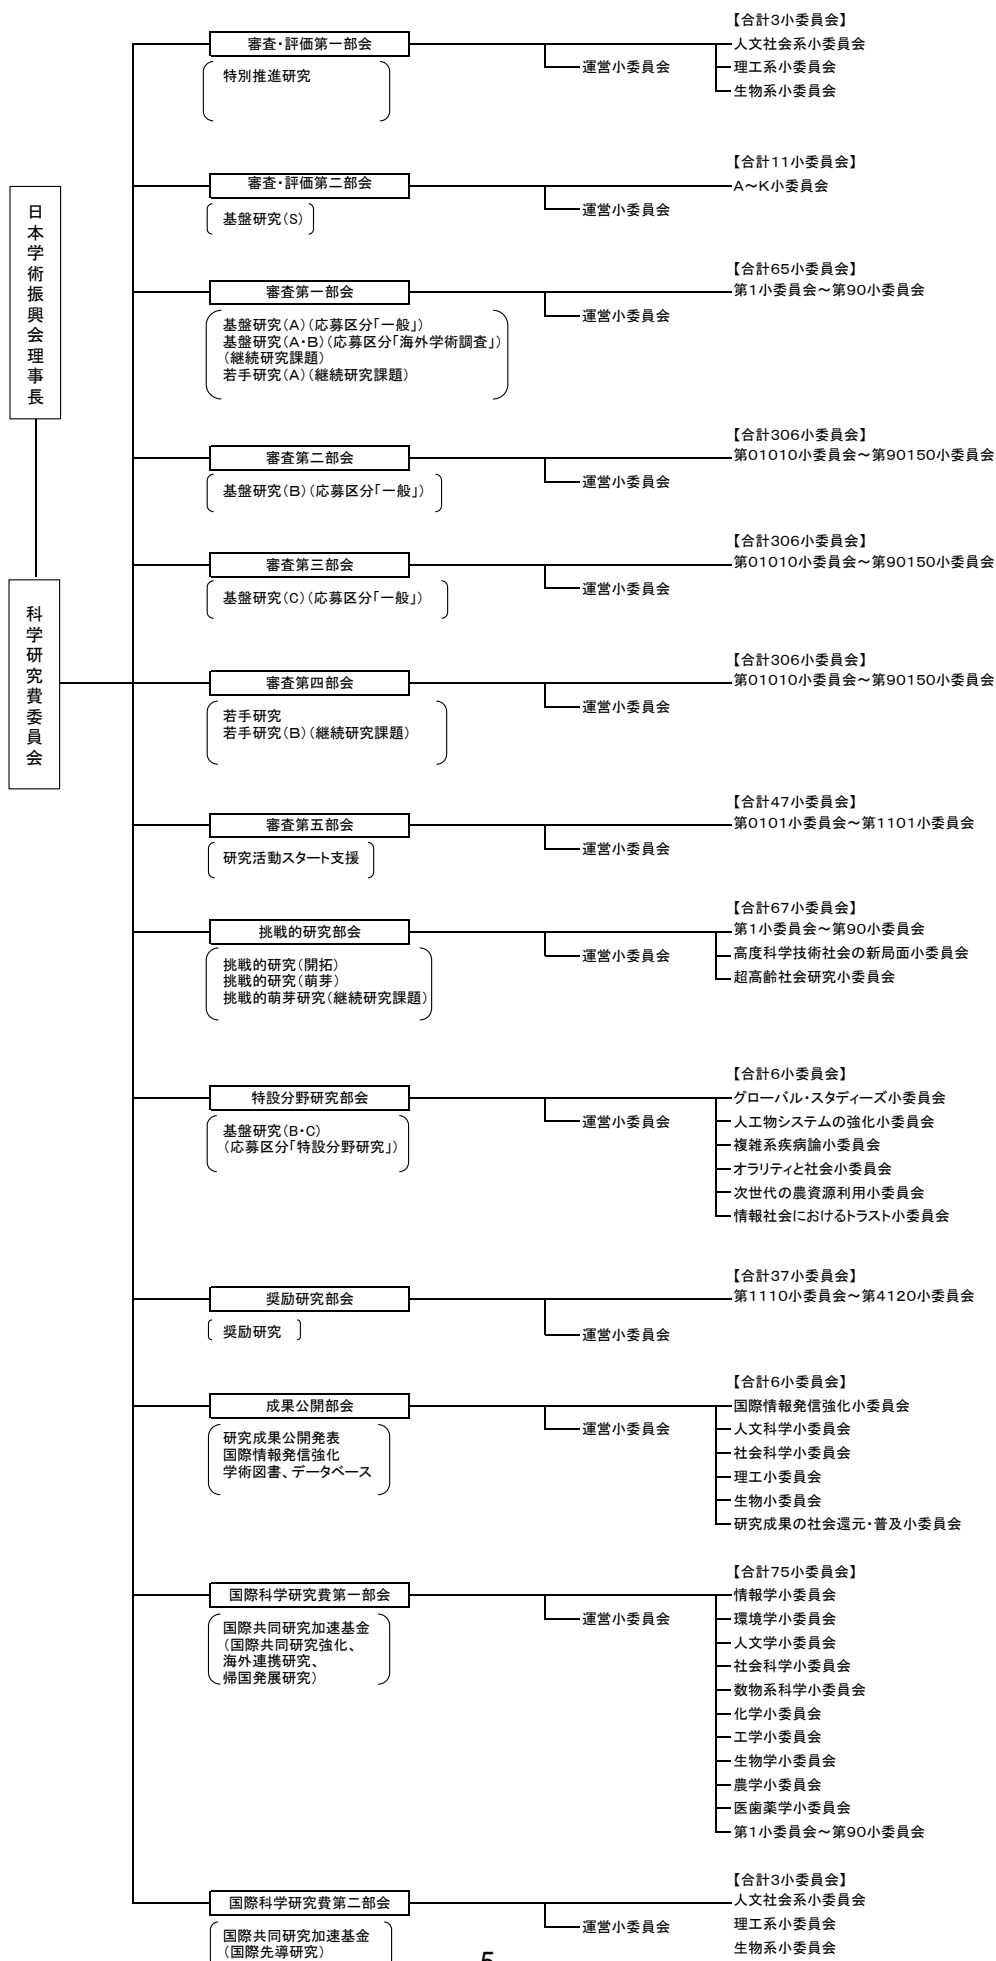 日本学術振興会理事長
科学研究費委員会
審査・評価第一部会
特別推進研究
運営小委員会
【合計3小委員会】
人文社会系小委員会
理工系小委員会
生物系小委員会
審査・評価第二部会
基盤研究(S)
運営小委員会
【合計11小委員会】
A～K小委員会
審査第一部会
基盤研究(A)(応募区分「一般」)
基盤研究(A・B)(応募区分「海外学術調査」)
(継続研究課題)
若手研究(A)(継続研究課題)
運営小委員会
【合計65小委員会】
第1小委員会～第90小委員会
審査第二部会
基盤研究(B)(応募区分「一般」)
運営小委員会
【合計306小委員会】
第01010小委員会～第90150小委員会
審査第三部会
基盤研究(C)(応募区分「一般」)
運営小委員会
【合計306小委員会】
第01010小委員会～第90150小委員会
審査第四部会
若手研究
若手研究(B)(継続研究課題)
運営小委員会
【合計306小委員会】
第01010小委員会～第90150小委員会
審査第五部会
研究活動スタート支援
運営小委員会
【合計47小委員会】
第0101小委員会～第1101小委員会
挑戦的研究部会
挑戦的研究(開拓)
挑戦的研究(萌芽)
挑戦的萌芽研究(継続研究課題)
運営小委員会
【合計67小委員会】
第1小委員会～第90小委員会
高度科学技術社会の新局面小委員会
超高齢社会研究小委員会
特設分野研究部会
基盤研究(B・C)
(応募区分「特設分野研究」)
運営小委員会
【合計6小委員会】
グローバル・スタディーズ小委員会
人工物システムの強化小委員会
複雑系疾病論小委員会
オラリティと社会小委員会
次世代の農資源利用小委員会
情報社会におけるトラスト小委員会
奨励研究部会
奨励研究
運営小委員会
【合計37小委員会】
第1110小委員会～第4120小委員会
成果公開部会
研究成果公開発表
国際情報発信強化
学術図書、データベース
運営小委員会
【合計6小委員会】
国際情報発信強化小委員会
人文科学小委員会
社会科学小委員会
理工小委員会
生物小委員会
研究成果の社会還元・普及小委員会
国際科学研究費第一部会
国際共同研究加速基金
(国際共同研究強化、
海外連携研究、
帰国発展研究)
運営小委員会
【合計75小委員会】
情報学小委員会
環境学小委員会
人文学小委員会
社会科学小委員会
数物系科学小委員会
化学小委員会
工学小委員会
生物学小委員会
農学小委員会
医歯薬学小委員会
第1小委員会～第90小委員会
国際科学研究費第二部会
国際共同研究加速基金
(国際先導研究)
運営小委員会
【合計3小委員会】
人文社会系小委員会
理工系小委員会
生物系小委員会